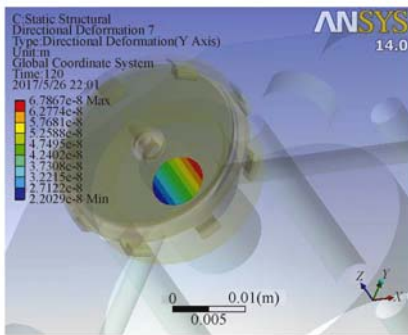 C:Static Structural
Directional Deformation 7
Type:Directional Deformation(Y Axis)
Unit:m
Global Coordinate System
Time:120
2017/5/26 22:01
6.7867e-8 Max
6.2774e-8
5.7681e-8
5.2588e-8
4.7495e-8
4.2402e-8
3.7308e-8
3.2215e-8
2.7122e-8
2.2029e-8 Min
ANSYS
14.0
0 0.01(m)
0.005
Z Y X